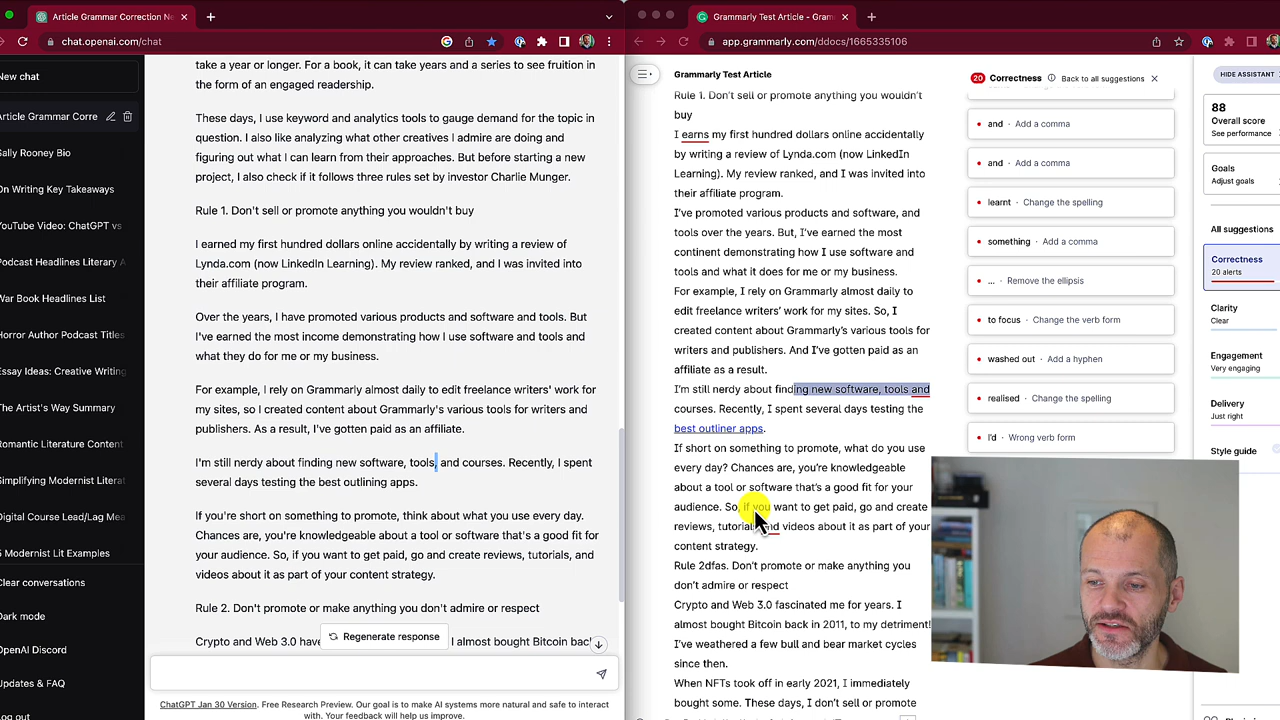 Article Grammar Correction Ne
chat.openai.com/chat
New chat
Article Grammar Corre
Sally Rooney Bio
On Writing Key Takeaways
YouTube Video: ChatGPT vs
Podcast Headlines Literary A
War Book Headlines List
Horror Author Podcast Titles
Essay Ideas: Creative Writing
The Artist's Way Summary
Romantic Literature Content
Simplifying Modernist Literat
Digital Course Lead/Lag Mea
5 Modernist Lit Examples
Clear conversations
Dark mode
OpenAI Discord
Updates & FAQ
Log out
take a year or longer. For a book, it can take years and a series to see fruition in
the form of an engaged readership.
These days, I use keyword and analytics tools to gauge demand for the topic in
question. I also like analyzing what other creatives I admire are doing and
figuring out what I can learn from their approaches. But before starting a new
project, I also check if it follows three rules set by investor Charlie Munger.
Rule 1. Don't sell or promote anything you wouldn't buy
I earned my first hundred dollars online accidentally by writing a review of
Lynda.com (now LinkedIn Learning). My review ranked, and I was invited into
their affiliate program.
Over the years, I have promoted various products and software and tools. But
I've earned the most income demonstrating how I use software and tools and
what they do for me or my business.
For example, I rely on Grammarly almost daily to edit freelance writers' work for
my sites, so I created content about Grammarly's various tools for writers and
publishers. As a result, I've gotten paid as an affiliate.
I'm still nerdy about finding new software, tools, and courses. Recently, I spent
several days testing the best outlining apps.
If you're short on something to promote, think about what you use every day.
Chances are, you're knowledgeable about a tool or software that's a good fit for
your audience. So, if you want to get paid, go and create reviews, tutorials, and
videos about it as part of your content strategy.
Rule 2. Don't promote or make anything you don't admire or respect
Crypto and Web 3.0 have
I almost bought Bitcoin bac
Regenerate response
ChatGPT Jan 30 Version. Free Research Preview. Our goal is to make AI systems more natural and safe to interact
with. Your feedback will help us improve.
Grammarly Test Article - Gram
app.grammarly.com/ddocs/1665335106
Grammarly Test Article
Rule 1. Don't sell or promote anything you wouldn't
buy
I earns my first hundred dollars online accidentally
by writing a review of Lynda.com (now LinkedIn
Learning). My review ranked, and I was invited into
their affiliate program.
I've promoted various products and software, and
tools over the years. But, I've earned the most
continent demonstrating how I use software and
tools and what it does for me or my business.
For example, I rely on Grammarly almost daily to
edit freelance writers' work for my sites. So, I
created content about Grammarly's various tools for
writers and publishers. And I've gotten paid as an
affiliate as a result.
I'm still nerdy about finding new software, tools and
courses. Recently, I spent several days testing the
best outliner apps.
If short on something to promote, what do you use
every day? Chances are, you're knowledgeable
about a tool or software that's a good fit for your
audience. So, if you want to get paid, go and create
reviews, tutorials and videos about it as part of your
content strategy.
Rule 2dfas. Don't promote or make anything you
don't admire or respect
Crypto and Web 3.0 fascinated me for years. I
almost bought Bitcoin back in 2011, to my detriment!
I've weathered a few bull and bear market cycles
since then.
When NFTs took off in early 2021, I immediately
bought some. These days, I don't sell or promote
20 Correctness Back to all suggestions
and · Add a comma
and · Add a comma
learnt · Change the spelling
something · Add a comma
... · Remove the ellipsis
to focus · Change the verb form
washed out · Add a hyphen
realised · Change the spelling
I'd · Wrong verb form
HIDE ASSISTANT
88
Overall score
See performance
Goals
Adjust goals
All suggestions
Correctness
20 alerts
Clarity
Clear
Engagement
Very engaging
Delivery
Just right
Style guide